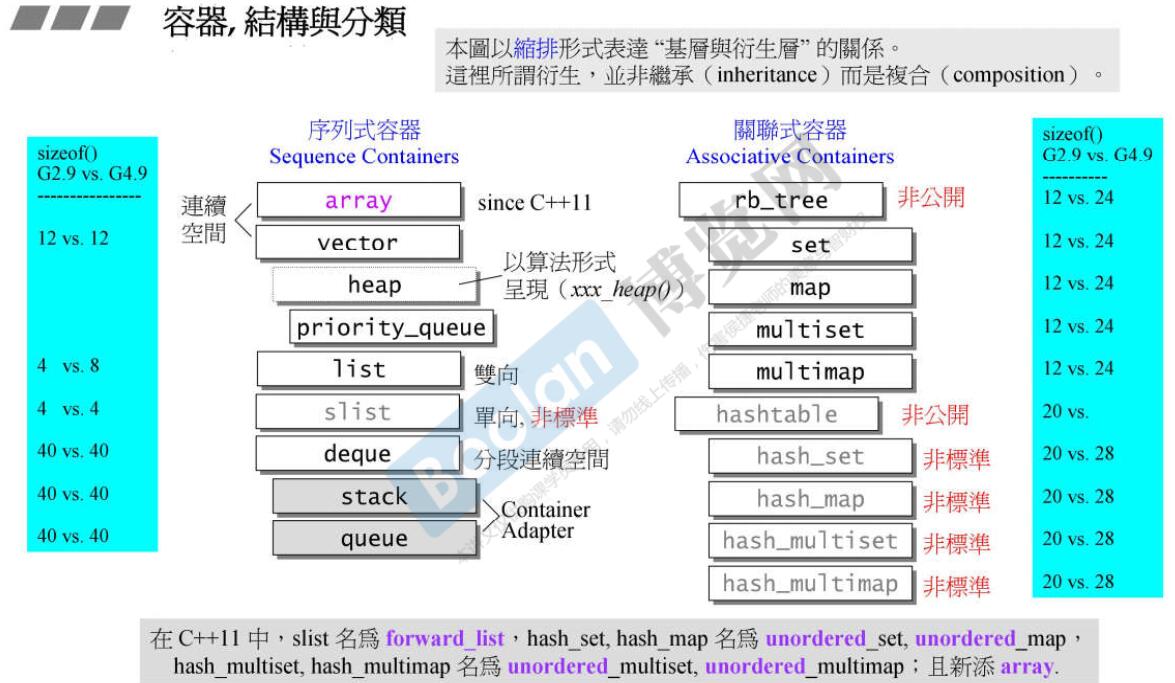 容器, 結構與分類
本圖以縮排形式表達 “基層與衍生層” 的關係。
這裡所謂衍生，並非繼承（inheritance）而是複合（composition）。
sizeof()
G2.9 vs. G4.9
----------------
12 vs. 12
4 vs. 8
4 vs. 4
40 vs. 40
40 vs. 40
40 vs. 40
序列式容器
Sequence Containers
連續
空間
array
since C++11
vector
heap
以算法形式
呈現（xxx_heap()）
priority_queue
list
雙向
slist
單向, 非標準
deque
分段連續空間
stack
queue
Container
Adapter
關聯式容器
Associative Containers
rb_tree
非公開
set
map
multiset
multimap
hashtable
非公開
hash_set
非標準
hash_map
非標準
hash_multiset
非標準
hash_multimap
非標準
sizeof()
G2.9 vs. G4.9
----------
12 vs. 24
12 vs. 24
12 vs. 24
12 vs. 24
12 vs. 24
20 vs.
20 vs. 28
20 vs. 28
20 vs. 28
20 vs. 28
Boolan
博览网
在 C++11 中，slist 名爲 forward_list，hash_set, hash_map 名爲 unordered_set, unordered_map，
hash_multiset, hash_multimap 名爲 unordered_multiset, unordered_multimap；且新添 array.